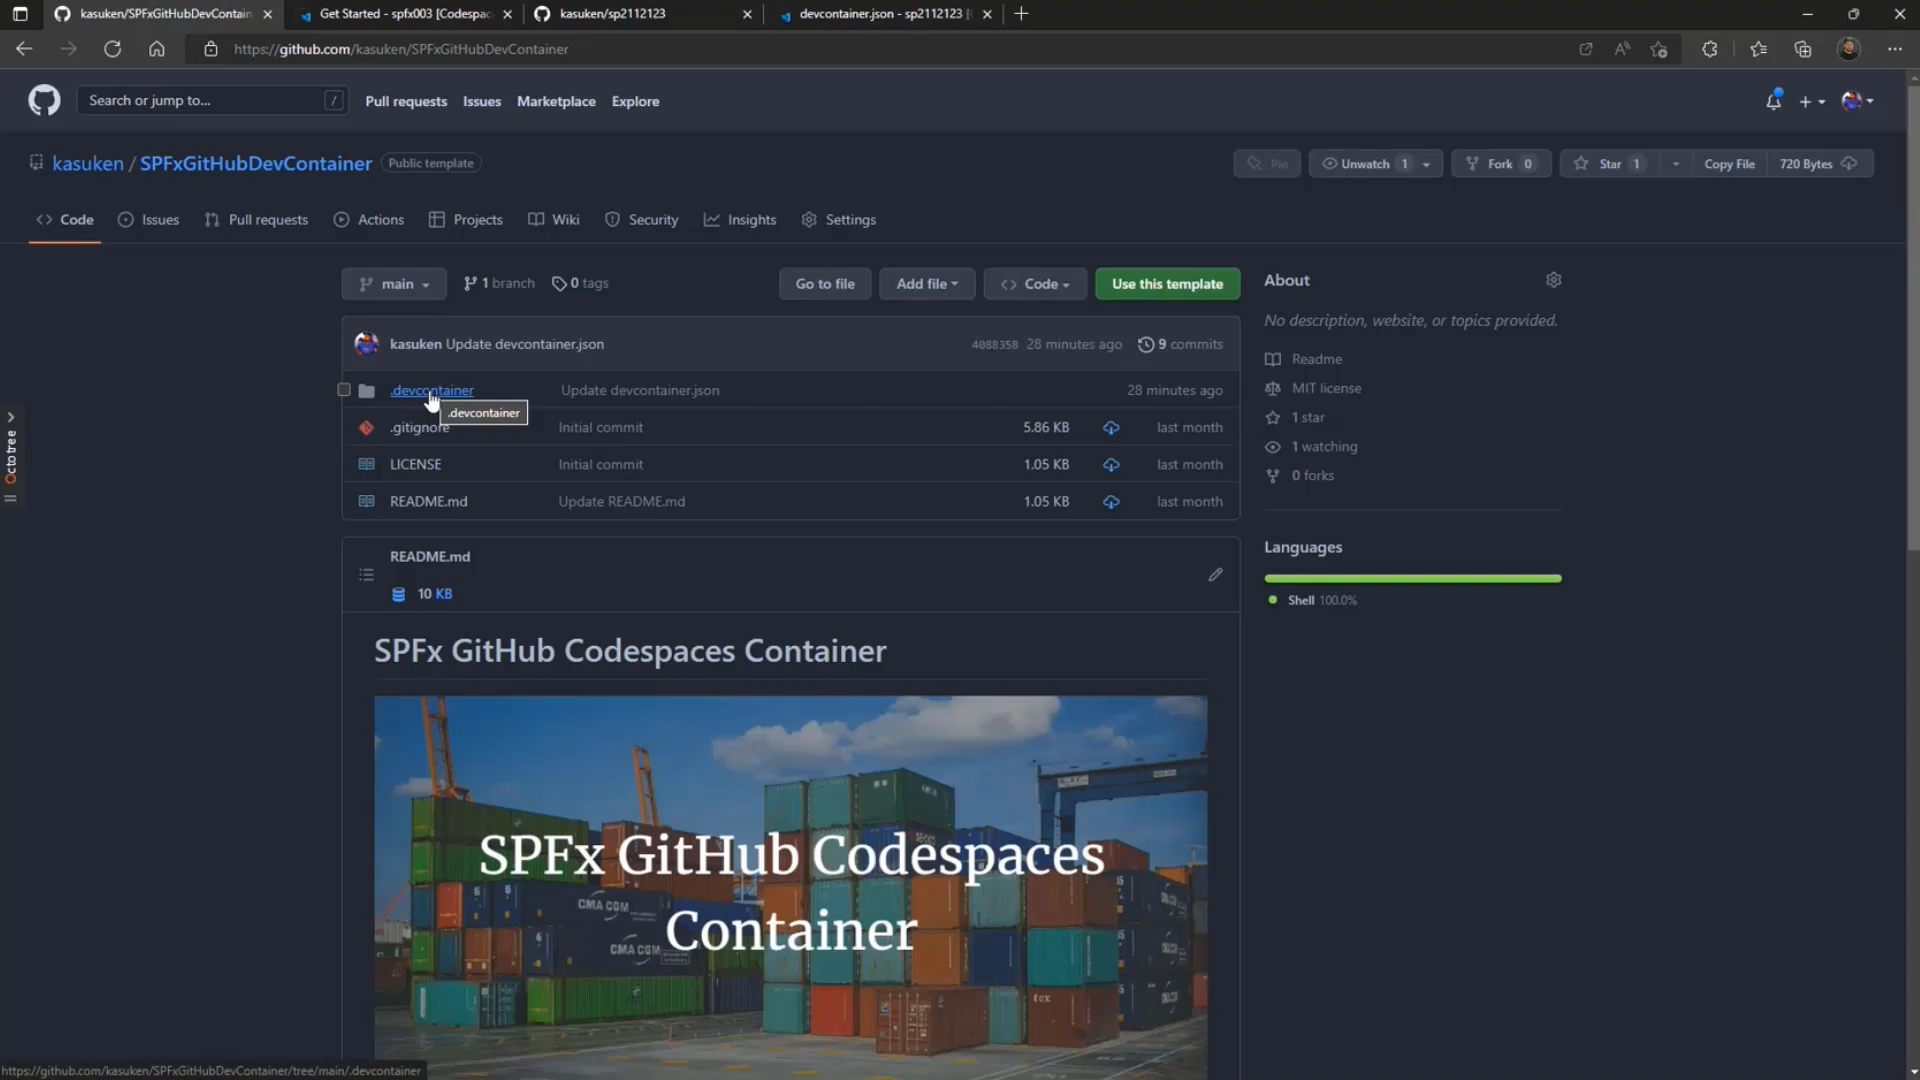 kasuken/SPFxGitHubDevContain
Get Started - spfx003 [Codespac
kasuken/sp2112123
devcontainer.json - sp2112123 [
https://github.com/kasuken/SPFxGitHubDevContainer
Search or jump to... /
Pull requests Issues Marketplace Explore
kasuken / SPFxGitHubDevContainer Public template
Pin Unwatch 1 Fork 0 Star 1 Copy File 720 Bytes
Code Issues Pull requests Actions Projects Wiki Security Insights Settings
main 1 branch 0 tags Go to file Add file Code Use this template
kasuken Update devcontainer.json 4088358 28 minutes ago 9 commits
.devcontainer Update devcontainer.json 28 minutes ago
.devcontainer
.gitignore Initial commit 5.86 KB last month
LICENSE Initial commit 1.05 KB last month
README.md Update README.md 1.05 KB last month
README.md
10 KB
SPFx GitHub Codespaces Container
SPFx GitHub Codespaces
Container
CMA CGM
CMA CGM
tex
About
No description, website, or topics provided.
Readme
MIT license
1 star
1 watching
0 forks
Languages
Shell 100.0%
Octotree
https://github.com/kasuken/SPFxGitHubDevContainer/tree/main/.devcontainer